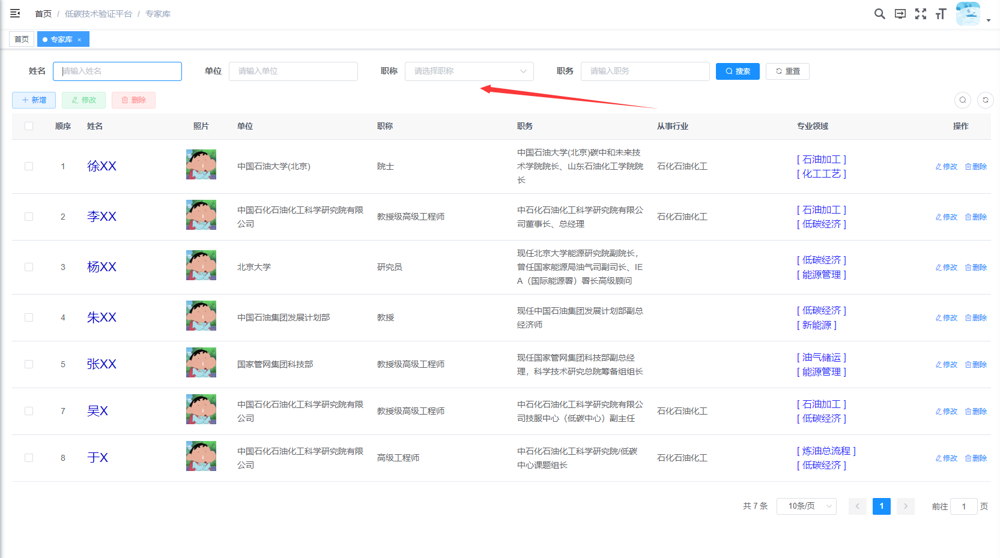 首页 / 低碳技术验证平台 / 专家库
首页 专家库 ×
姓名 请输入姓名 单位 请输入单位 职称 请选择职称 职务 请输入职务 搜索 重置
新增 修改 删除
顺序 姓名 照片 单位 职称 职务 从事行业 专业领域 操作
1 徐XX 中国石油大学(北京) 院士 中国石油大学(北京)碳中和未来技
术学院院长、山东石油化工学院院
长 石化石油化工 [ 石油加工 ]
[ 化工工艺 ] 修改 删除
2 李XX 中国石化石油化工科学研究院有限
公司 教授级高级工程师 中石化石油化工科学研究院有限公
司董事长、总经理 石化石油化工 [ 石油加工 ]
[ 低碳经济 ] 修改 删除
3 杨XX 北京大学 研究员 现任北京大学能源研究院副院长，
曾任国家能源局油气司副司长、IE
A（国际能源署）署长高级顾问 [ 低碳经济 ]
[ 能源管理 ] 修改 删除
4 朱XX 中国石油集团发展计划部 教授 现任中国石油集团发展计划部副总
经济师 [ 低碳经济 ]
[ 新能源 ] 修改 删除
5 张XX 国家管网集团科技部 教授级高级工程师 现任国家管网集团科技部副总经
理，科学技术研究总院筹备组组长 [ 油气储运 ]
[ 能源管理 ] 修改 删除
7 吴X 中国石化石油化工科学研究院有限
公司 教授级高级工程师 中石化石油化工科学研究院有限公
司技服中心（低碳中心）副主任 石化石油化工 [ 石油加工 ]
[ 低碳经济 ] 修改 删除
8 于X 中国石化石油化工科学研究院有限
公司 高级工程师 中石化石油化工科学研究院/低碳
中心课题组长 石化石油化工 [ 炼油总流程 ]
[ 低碳经济 ] 修改 删除
共 7 条 10条/页 1 前往 1 页